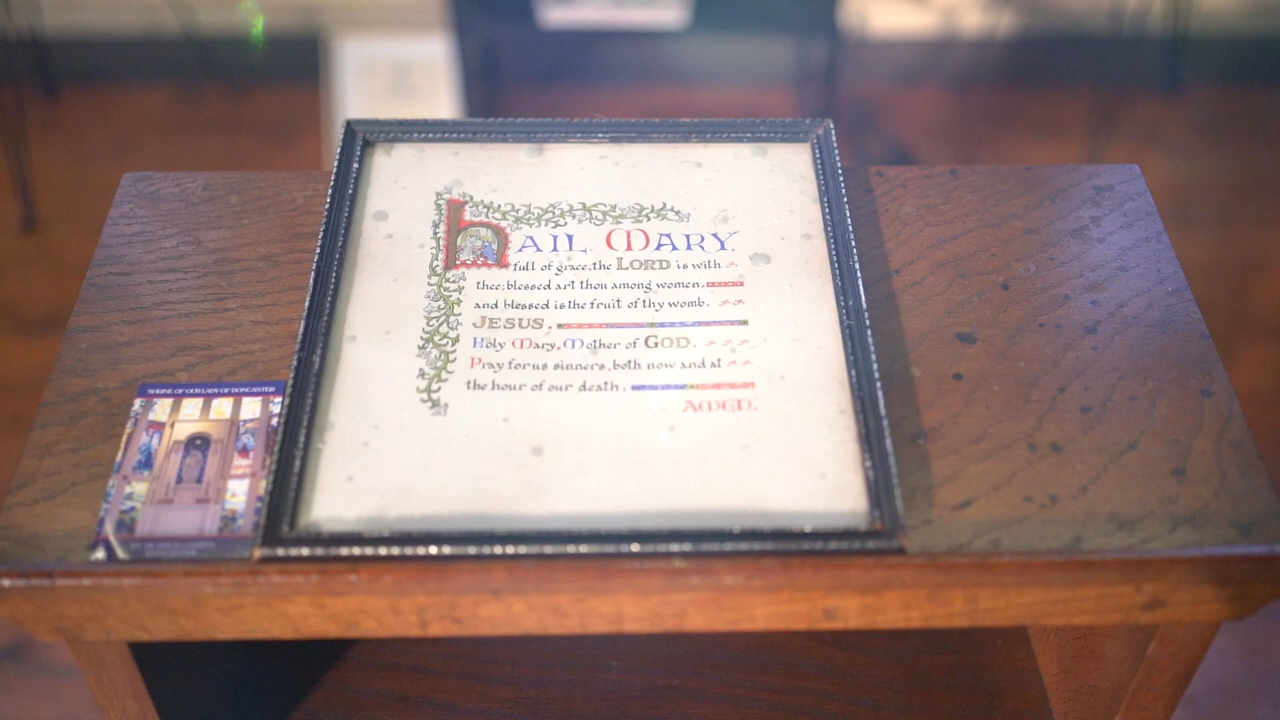 hAIL MARY.
full of grace, the LORD is with
thee: blessed art thou among women,
and blessed is the fruit of thy womb.
JESUS.
Holy Mary, Mother of GOD.
Pray for us sinners, both now and at
the hour of our death.
AMEN.
SHRINE OF OUR LADY OF DONCASTER